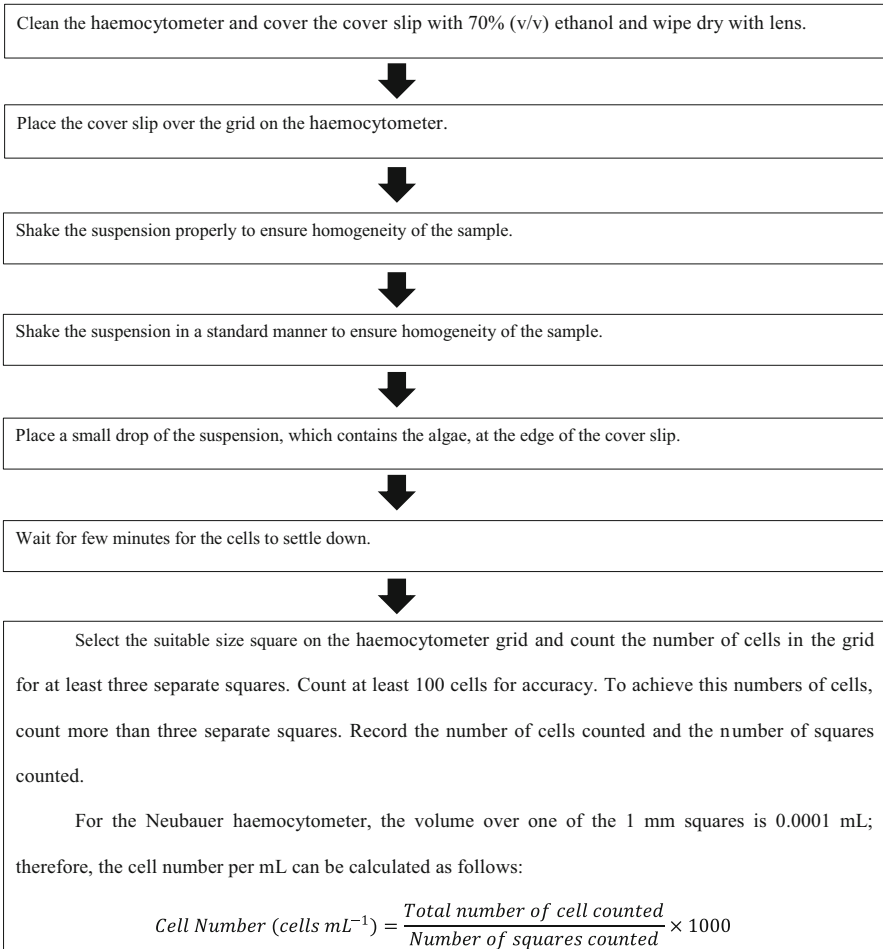 Clean the haemocytometer and cover the cover slip with 70% (v/v) ethanol and wipe dry with lens.
Place the cover slip over the grid on the haemocytometer.
Shake the suspension properly to ensure homogeneity of the sample.
Shake the suspension in a standard manner to ensure homogeneity of the sample.
Place a small drop of the suspension, which contains the algae, at the edge of the cover slip.
Wait for few minutes for the cells to settle down.
Select the suitable size square on the haemocytometer grid and count the number of cells in the grid
for at least three separate squares. Count at least 100 cells for accuracy. To achieve this numbers of cells,
count more than three separate squares. Record the number of cells counted and the number of squares
counted.
For the Neubauer haemocytometer, the volume over one of the 1 mm squares is 0.0001 mL;
therefore, the cell number per mL can be calculated as follows:
Cell Number (cells mL⁻¹) = Total number of cell counted / Number of squares counted × 1000